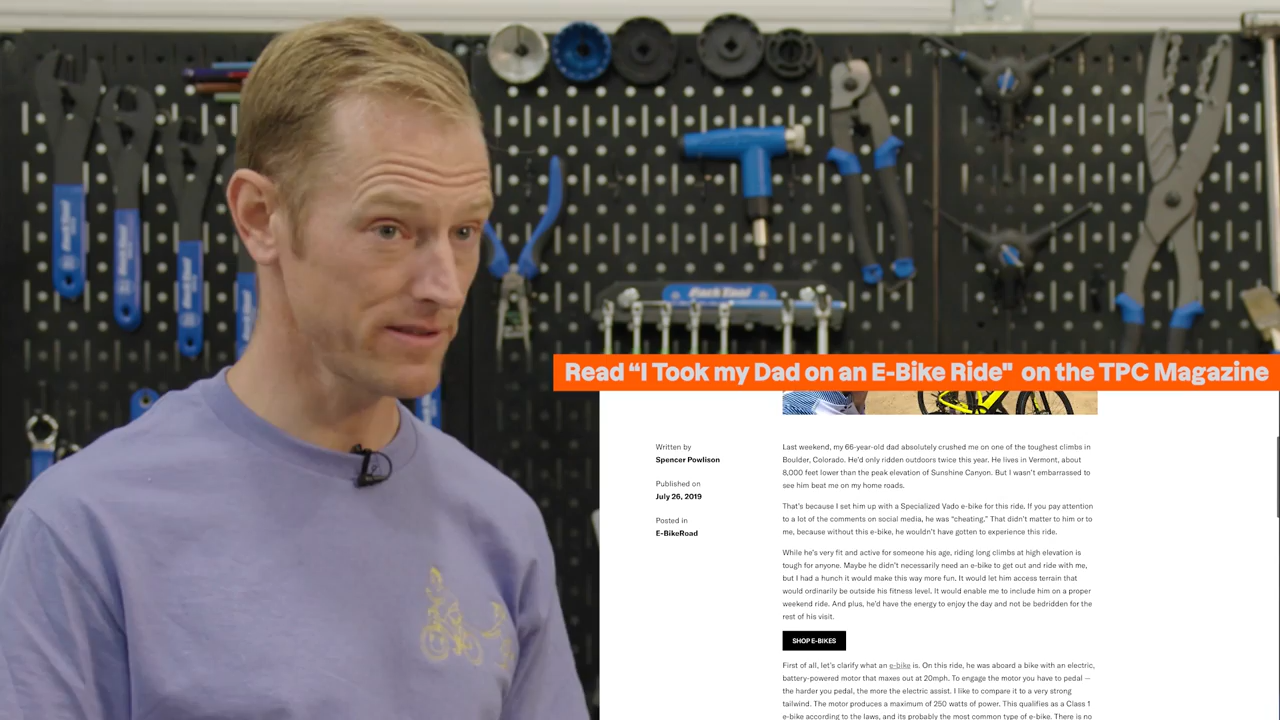 Park Tool
Read “I Took my Dad on an E-Bike Ride" on the TPC Magazine
Written by
Spencer Powlison
Published on
July 26, 2019
Posted in
E-BikeRoad
Last weekend, my 66-year-old dad absolutely crushed me on one of the toughest climbs in
Boulder, Colorado. He’d only ridden outdoors twice this year. He lives in Vermont, about
8,000 feet lower than the peak elevation of Sunshine Canyon. But I wasn’t embarrassed to
see him beat me on my home roads.
That’s because I set him up with a Specialized Vado e-bike for this ride. If you pay attention
to a lot of the comments on social media, he was “cheating.” That didn’t matter to him or to
me, because without this e-bike, he wouldn’t have gotten to experience this ride.
While he’s very fit and active for someone his age, riding long climbs at high elevation is
tough for anyone. Maybe he didn’t necessarily need an e-bike to get out and ride with me,
but I had a hunch it would make this way more fun. It would let him access terrain that
would ordinarily be outside his fitness level. It would enable me to include him on a proper
weekend ride. And plus, he’d have the energy to enjoy the day and not be bedridden for the
rest of his visit.
SHOP E-BIKES
First of all, let’s clarify what an e-bike is. On this ride, he was aboard a bike with an electric,
battery-powered motor that maxes out at 20mph. To engage the motor you have to pedal —
the harder you pedal, the more the electric assist. I like to compare it to a very strong
tailwind. The motor produces a maximum of 250 watts of power. This qualifies as a Class 1
e-bike according to the laws, and its probably the most common type of e-bike. There is no